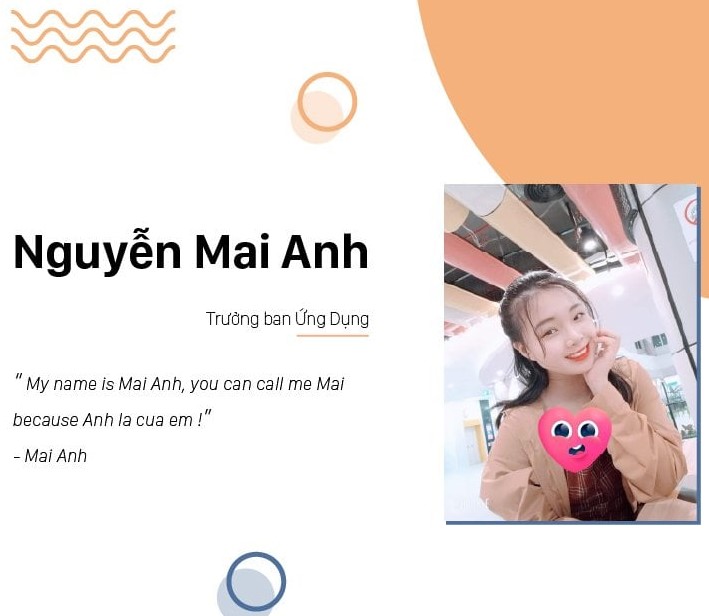 Nguyễn Mai Anh
Trưởng ban Ứng Dụng
" My name is Mai Anh, you can call me Mai
because Anh la cua em !"
- Mai Anh